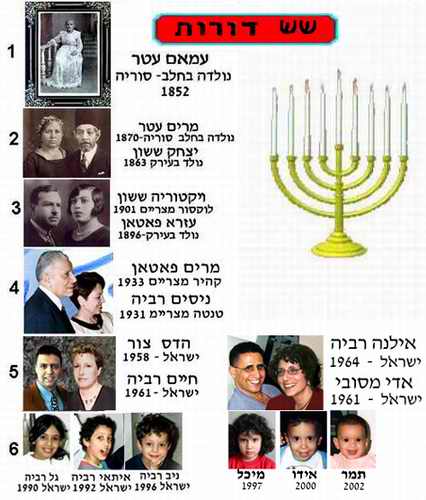 שש דורות
1
עמאם עטר
נולדה בחלב- סוריה
1852
2
מרים עטר
נולדה בחלב סוריה-1870
יצחק ששון
נולד בעירק 1863
3
ויקטוריה ששון
לוקסור מצריים 1901
עזרא פאטאן
נולד בעירק-1896
4
מרים פאטאן
קהיר מצריים 1933
ניסים רביה
טנטה מצריים 1931
5
הדס צור
ישראל - 1958
חיים רביה
ישראל -1961
אילנה רביה
ישראל - 1964
אדי מסובי
ישראל - 1961
6
גל רביה
ישראל 1990
איתאי רביה
ישראל 1992
ניב רביה
ישראל 1996
מיכל
1997
אידו
2000
תמר
2002